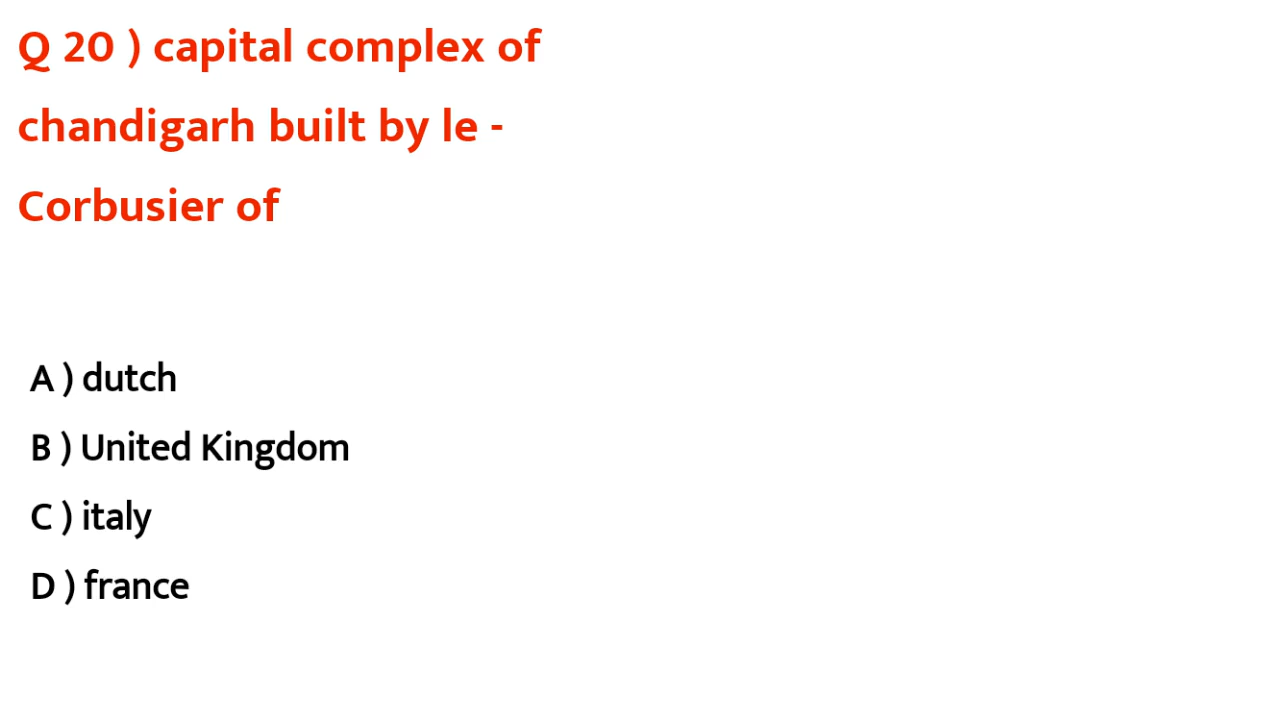 Q 20 ) capital complex of
chandigarh built by le -
Corbusier of
A ) dutch
B ) United Kingdom
C ) italy
D ) france